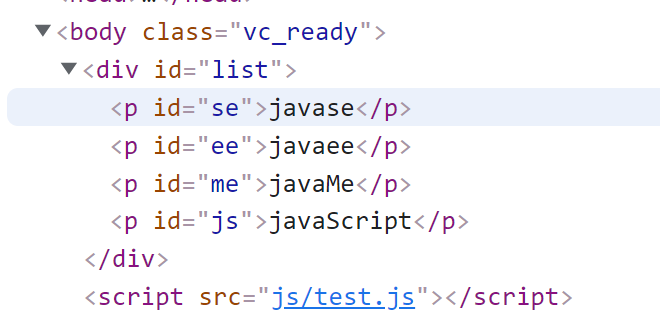 <body class="vc_ready">
<div id="list">
<p id="se">javase</p>
<p id="ee">javaee</p>
<p id="me">javaMe</p>
<p id="js">javaScript</p>
</div>
<script src="js/test.js"></script>